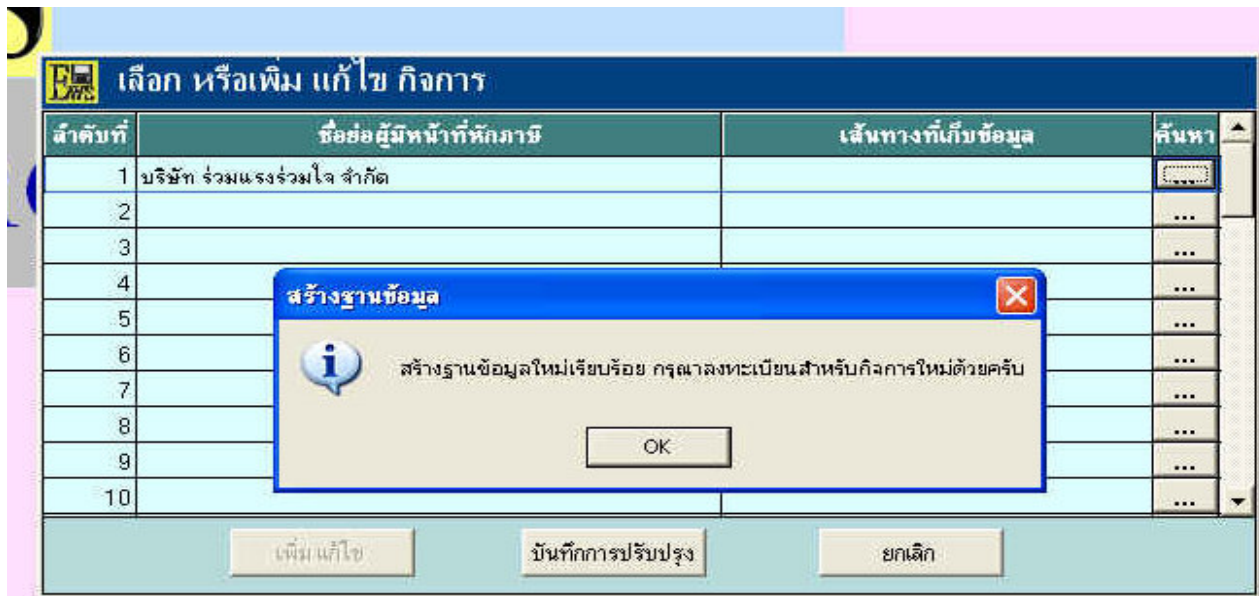 เลือก หรือเพิ่ม แก้ไข กิจการ
ลำดับที่ ชื่อย่อผู้มีหน้าที่หักภาษี เส้นทางที่เก็บข้อมูล ค้นหา
1 บริษัท ร่วมแรงร่วมใจ จำกัด ...
2 ...
3 ...
4 ...
สร้างฐานข้อมูล
5 ...
6 ...
สร้างฐานข้อมูลใหม่เรียบร้อย กรุณาลงทะเบียนสำหรับกิจการใหม่ด้วยครับ
7 ...
8 ...
OK
9 ...
10 ...
เพิ่ม แก้ไข บันทึกการปรับปรุง ยกเลิก